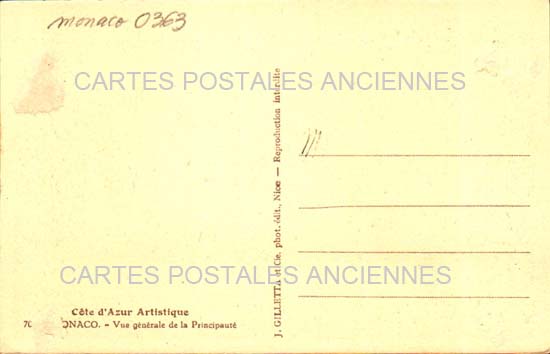 monaco 0363
CARTES POSTALES ANCIENNES
J. GILLETTA et Cie, phot. édit., Nice — Reproduction interdite
CARTES POSTALES ANCIENNES
Côte d'Azur Artistique
- Vue générale de la Principauté